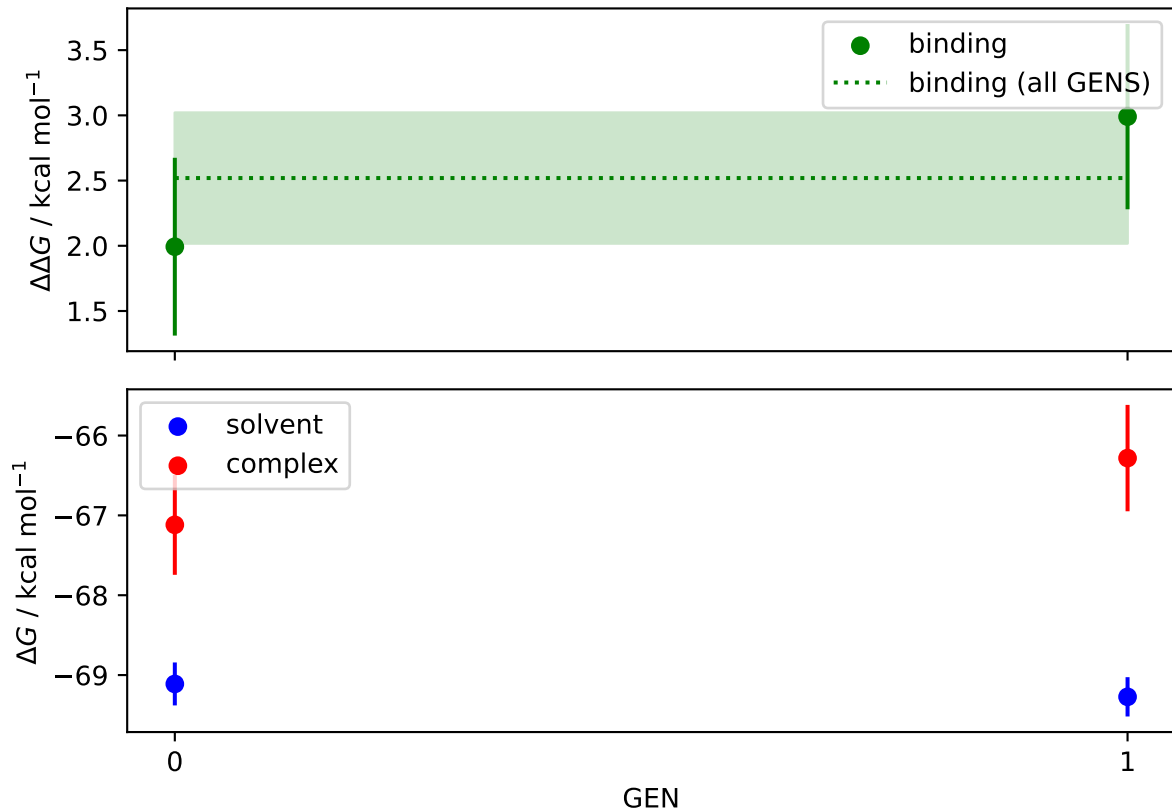 3.5
3.0
2.5
2.0
1.5
ΔΔG / kcal mol⁻¹
binding
binding (all GENS)
−66
−67
−68
−69
ΔG / kcal mol⁻¹
solvent
complex
0
1
GEN